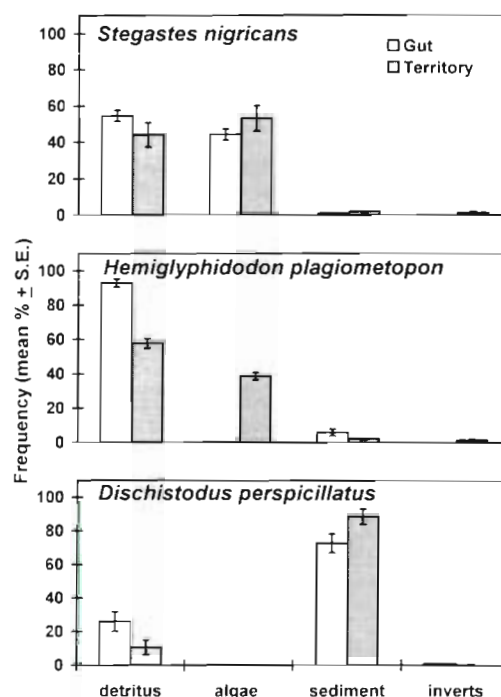 Stegastes nigricans
Gut
Territory
100
80
60
40
20
0
Hemiglyphidodon plagiometopon
100
80
60
40
20
0
Dischistodus perspicillatus
100
80
60
40
20
0
Frequency (mean % ± S.E.)
detritus algae sediment inverts